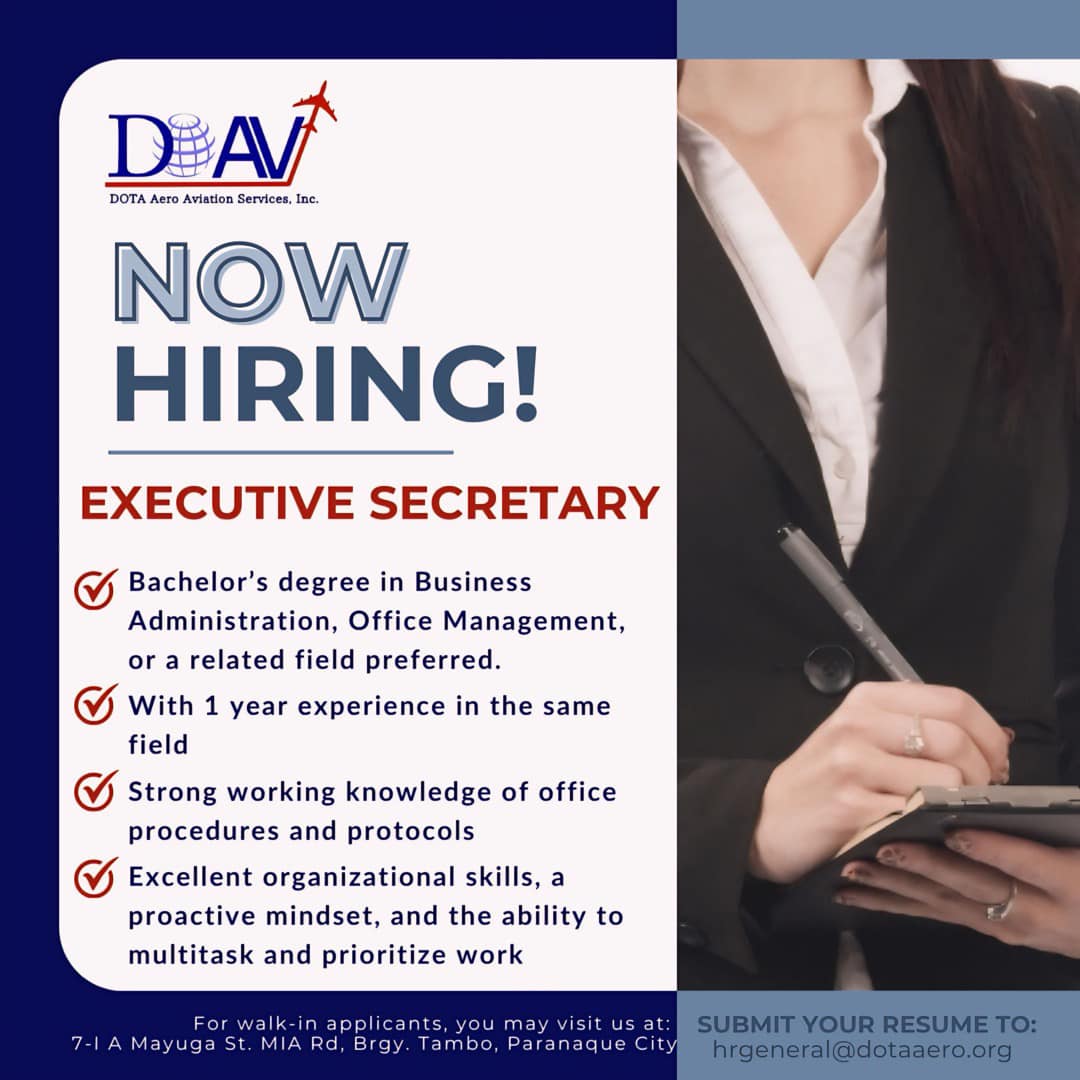 DOAV
DOTA Aero Aviation Services, Inc.
NOW
HIRING!
EXECUTIVE SECRETARY
Bachelor’s degree in Business
Administration, Office Management,
or a related field preferred.
With 1 year experience in the same
field
Strong working knowledge of office
procedures and protocols
Excellent organizational skills, a
proactive mindset, and the ability to
multitask and prioritize work
For walk-in applicants, you may visit us at:
7-I A Mayuga St. MIA Rd, Brgy. Tambo, Paranaque City
SUBMIT YOUR RESUME TO:
hrgeneral@dotaaero.org